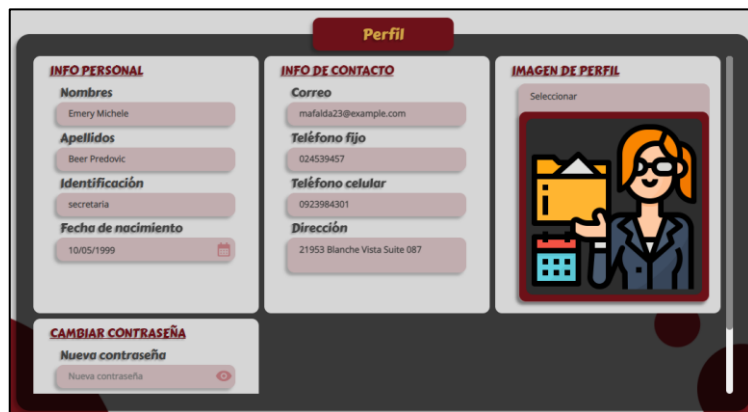 Perfil
INFO PERSONAL
Nombres
Emery Michele
Apellidos
Beer Predovic
Identificación
secretaria
Fecha de nacimiento
10/05/1999
INFO DE CONTACTO
Correo
mafalda23@example.com
Teléfono fijo
024539457
Teléfono celular
0923984301
Dirección
21953 Blanche Vista Suite 087
IMAGEN DE PERFIL
Seleccionar
CAMBIAR CONTRASEÑA
Nueva contraseña
Nueva contraseña